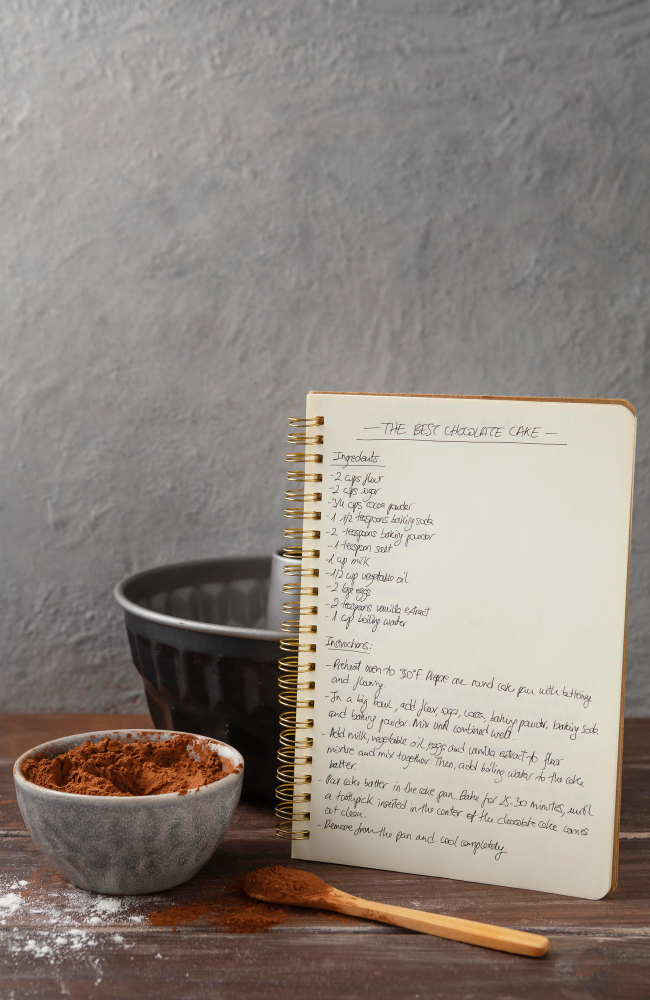 — THE BEST CHOCOLATE CAKE —
Ingredients:
- 2 cups flour
- 2 cups sugar
- 3/4 cups cocoa powder
- 1 1/2 teaspoons baking soda
- 2 teaspoons baking powder
- 1 teaspoon salt
- 1 cup milk
- 1/2 cup vegetable oil
- 2 large eggs
- 2 teaspoons vanilla extract
- 1 cup boiling water
Instructions:
- Preheat oven to 350°F. Prepare one round cake pan with buttering
and flouring
- In a big bowl, add flour, sugar, cocoa, baking powder, baking soda
and baking powder. Mix until combined well.
- Add milk, vegetable oil, eggs and vanilla extract to flour
mixture and mix together. Then, add boiling water to the cake
batter
- Pour cake batter in the cake pan. Bake for 25-30 minutes, until
a toothpick inserted in the center of the chocolate cake comes
out clean.
- Remove from the pan and cool completely